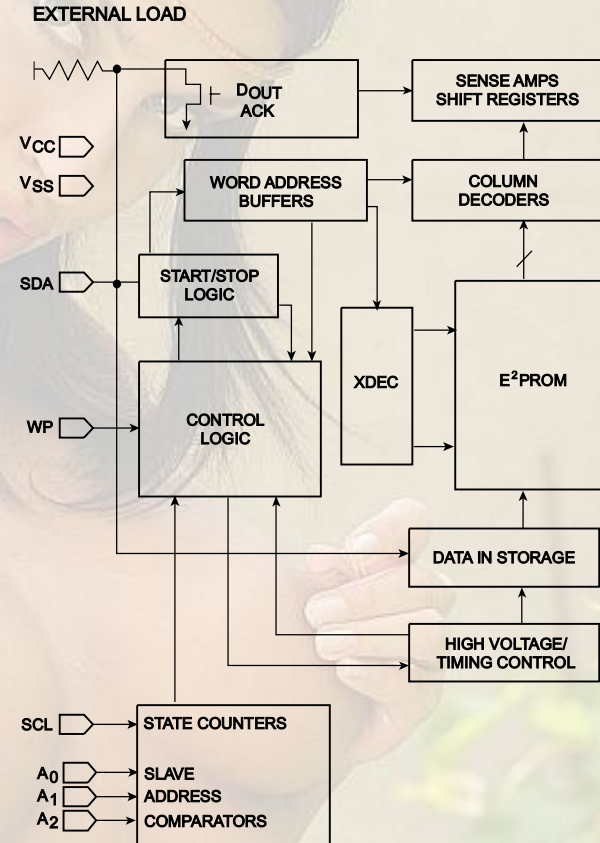 EXTERNAL LOAD
DOUT
ACK
SENSE AMPS
SHIFT REGISTERS
VCC
VSS
WORD ADDRESS
BUFFERS
COLUMN
DECODERS
SDA
START/STOP
LOGIC
XDEC
E²PROM
WP
CONTROL
LOGIC
DATA IN STORAGE
HIGH VOLTAGE/
TIMING CONTROL
SCL
STATE COUNTERS
A0
SLAVE
A1
ADDRESS
A2
COMPARATORS